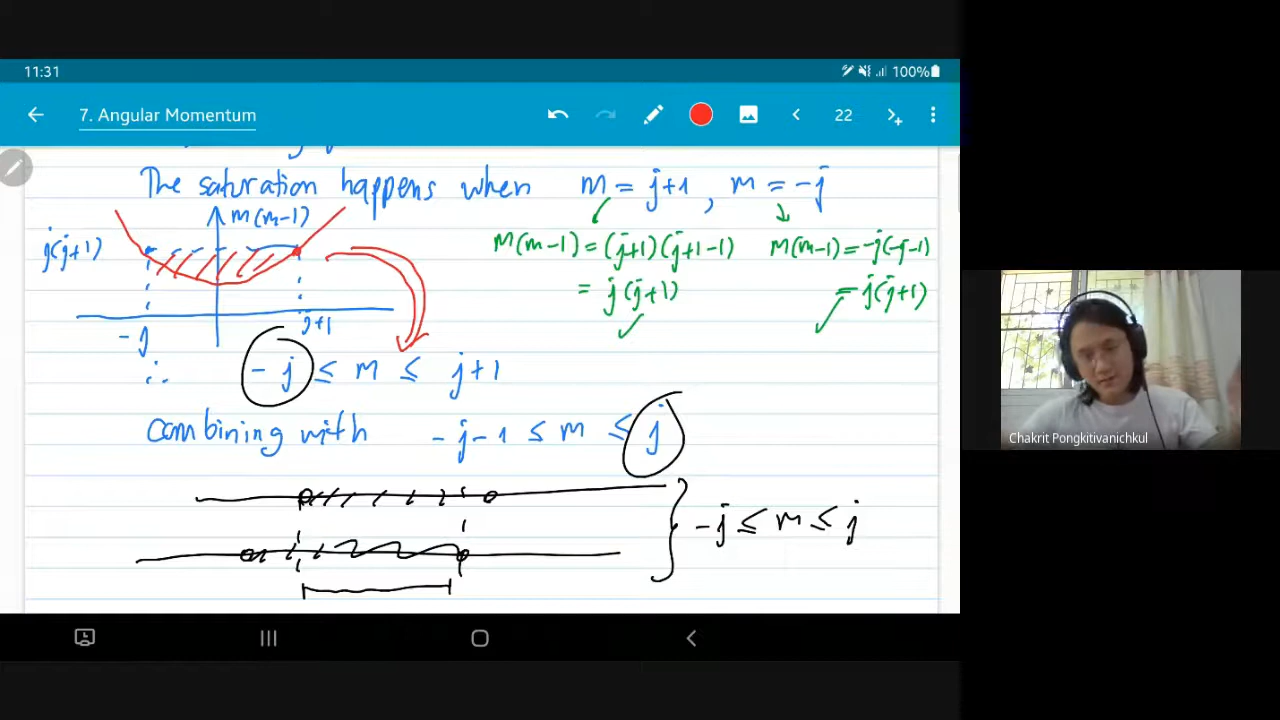 11:31
100%
7. Angular Momentum
22
The saturation happens when m = j+1, m = -j
m(m-1)
j(j+1)
m(m-1) = (j+1)(j+1-1)
= j(j+1)
m(m-1) = -j(-j-1)
= j(j+1)
-j
j+1
∴ -j ≤ m ≤ j+1
combining with -j-1 ≤ m ≤ j
-j ≤ m ≤ j
Chakrit Pongkitivanichkul